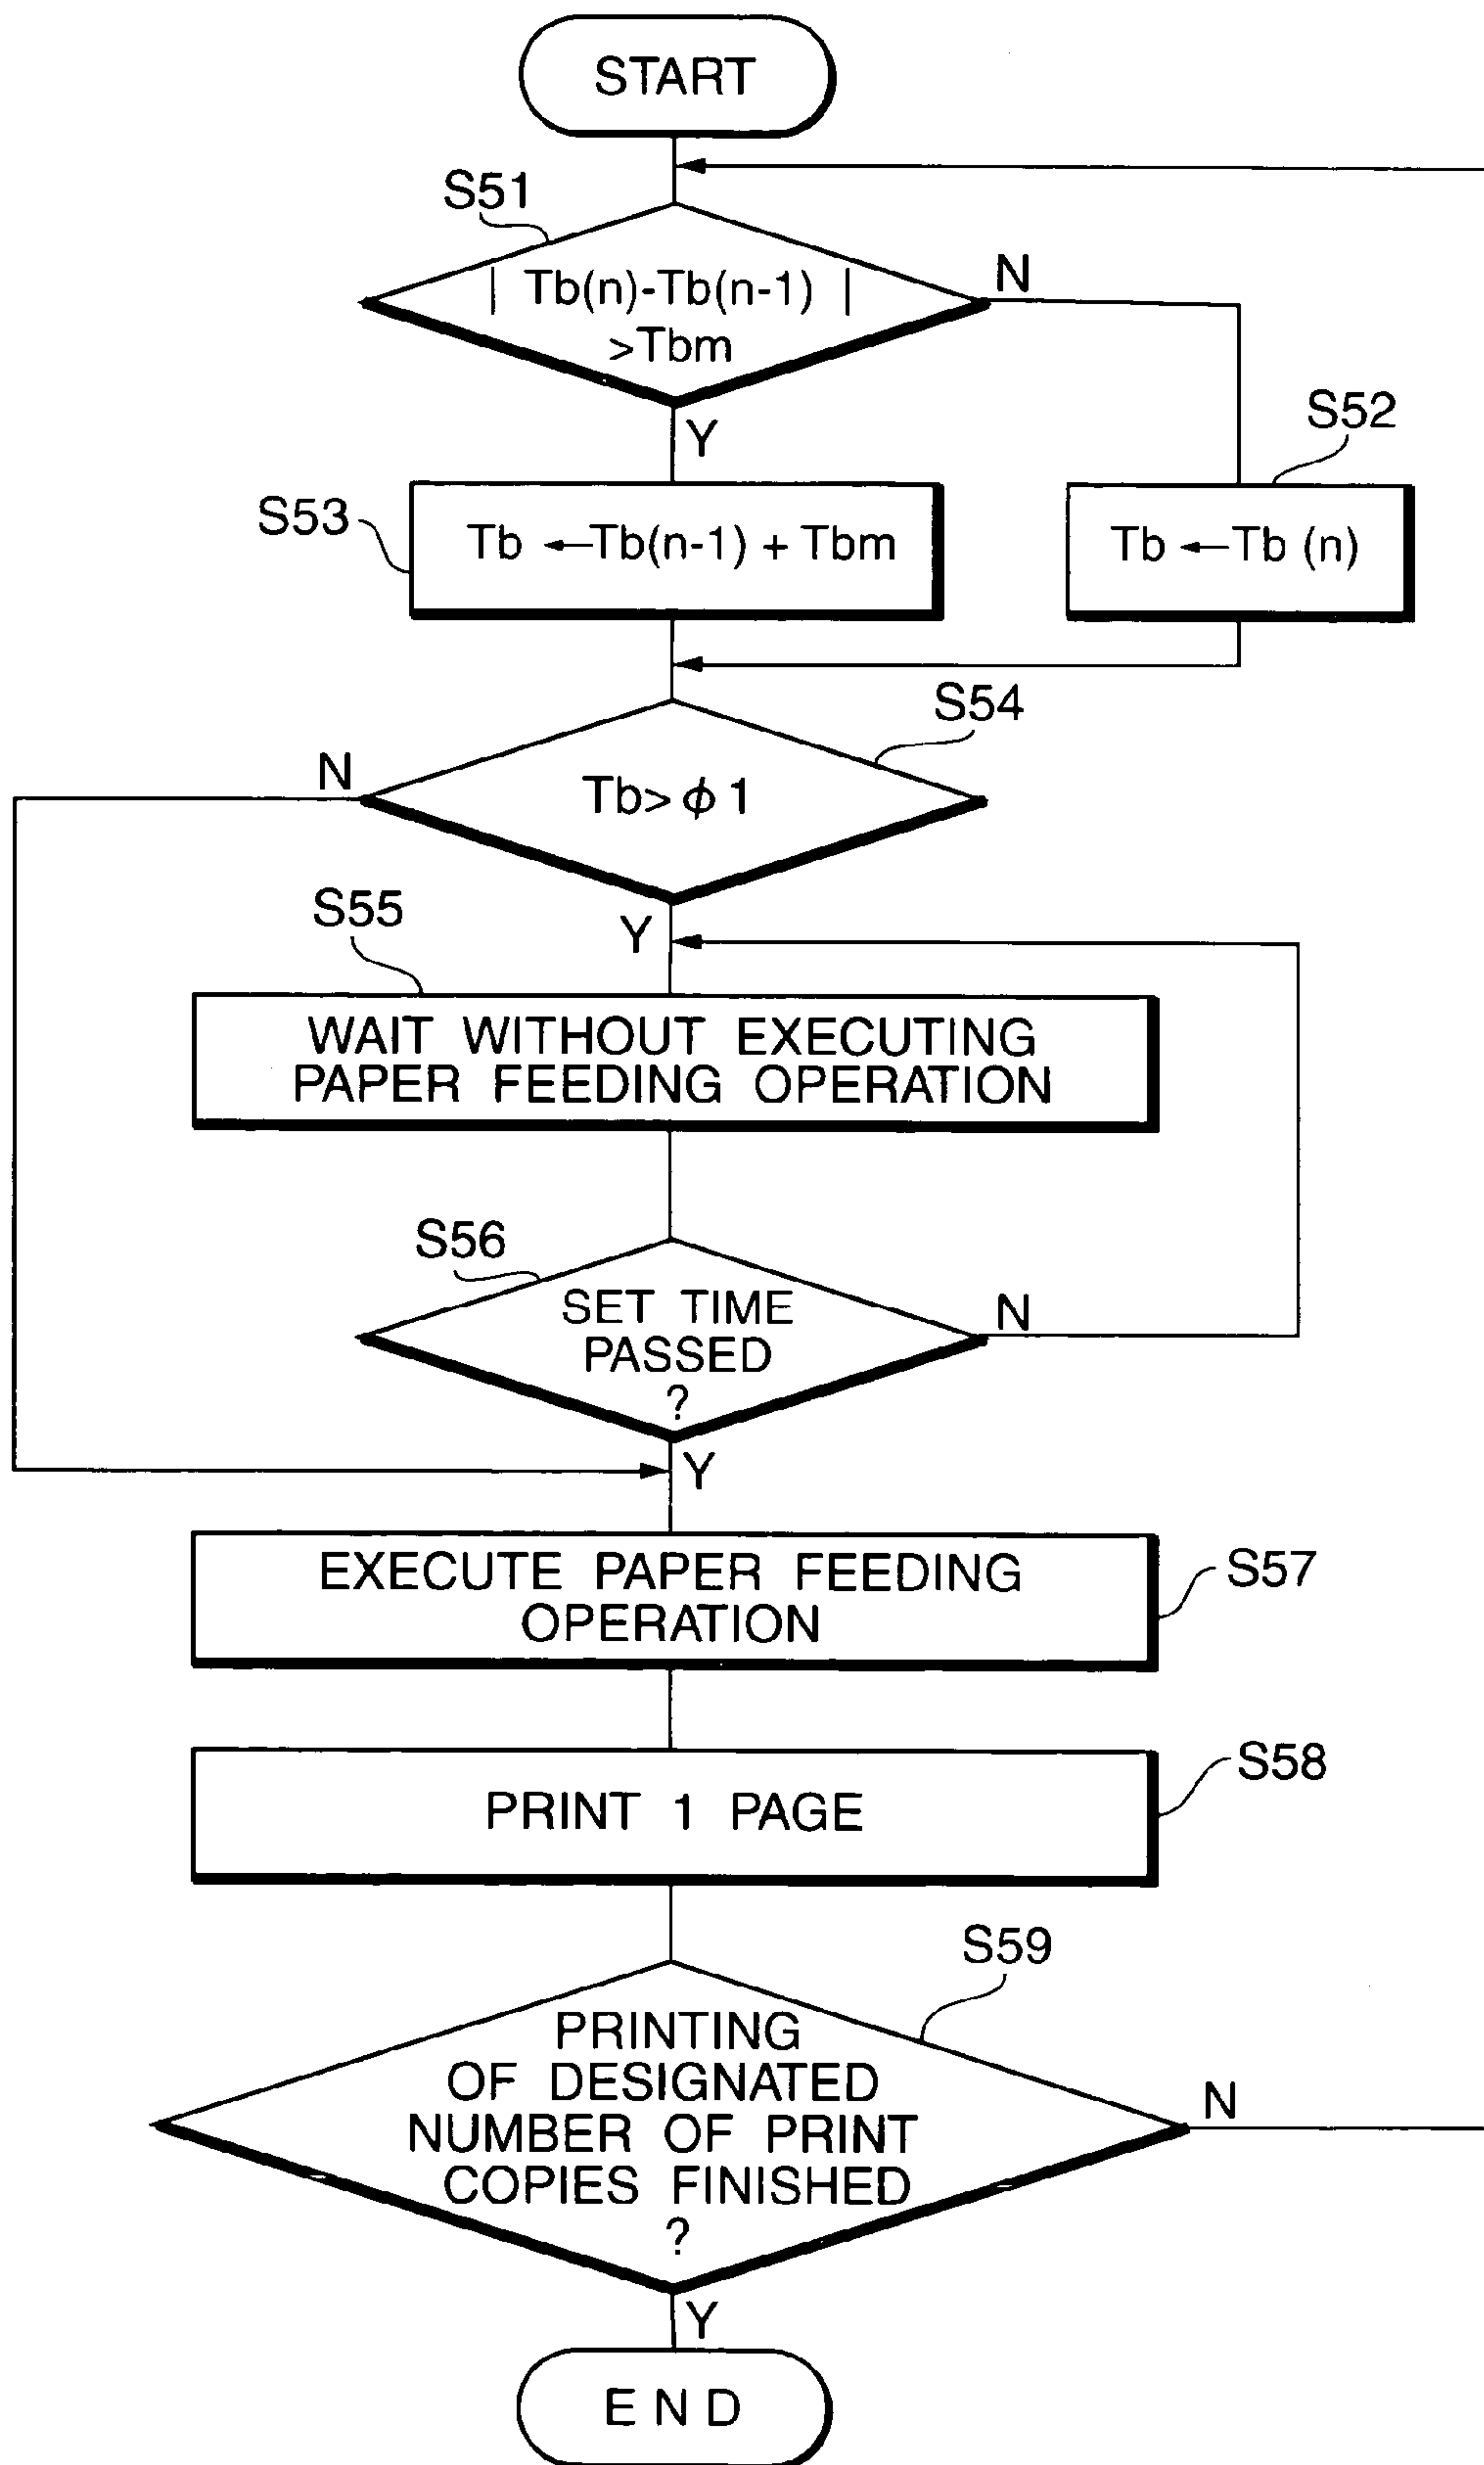 START
S51
| Tb(n)-Tb(n-1) |
>Tbm
N
Y
S52
S53
Tb ←Tb(n-1) + Tbm
Tb ←Tb (n)
S54
N
Tb> ϕ 1
Y
S55
WAIT WITHOUT EXECUTING
PAPER FEEDING OPERATION
S56
SET TIME
PASSED
?
N
Y
EXECUTE PAPER FEEDING
OPERATION
S57
PRINT 1 PAGE
S58
S59
PRINTING
OF DESIGNATED
NUMBER OF PRINT
COPIES FINISHED
?
N
Y
END